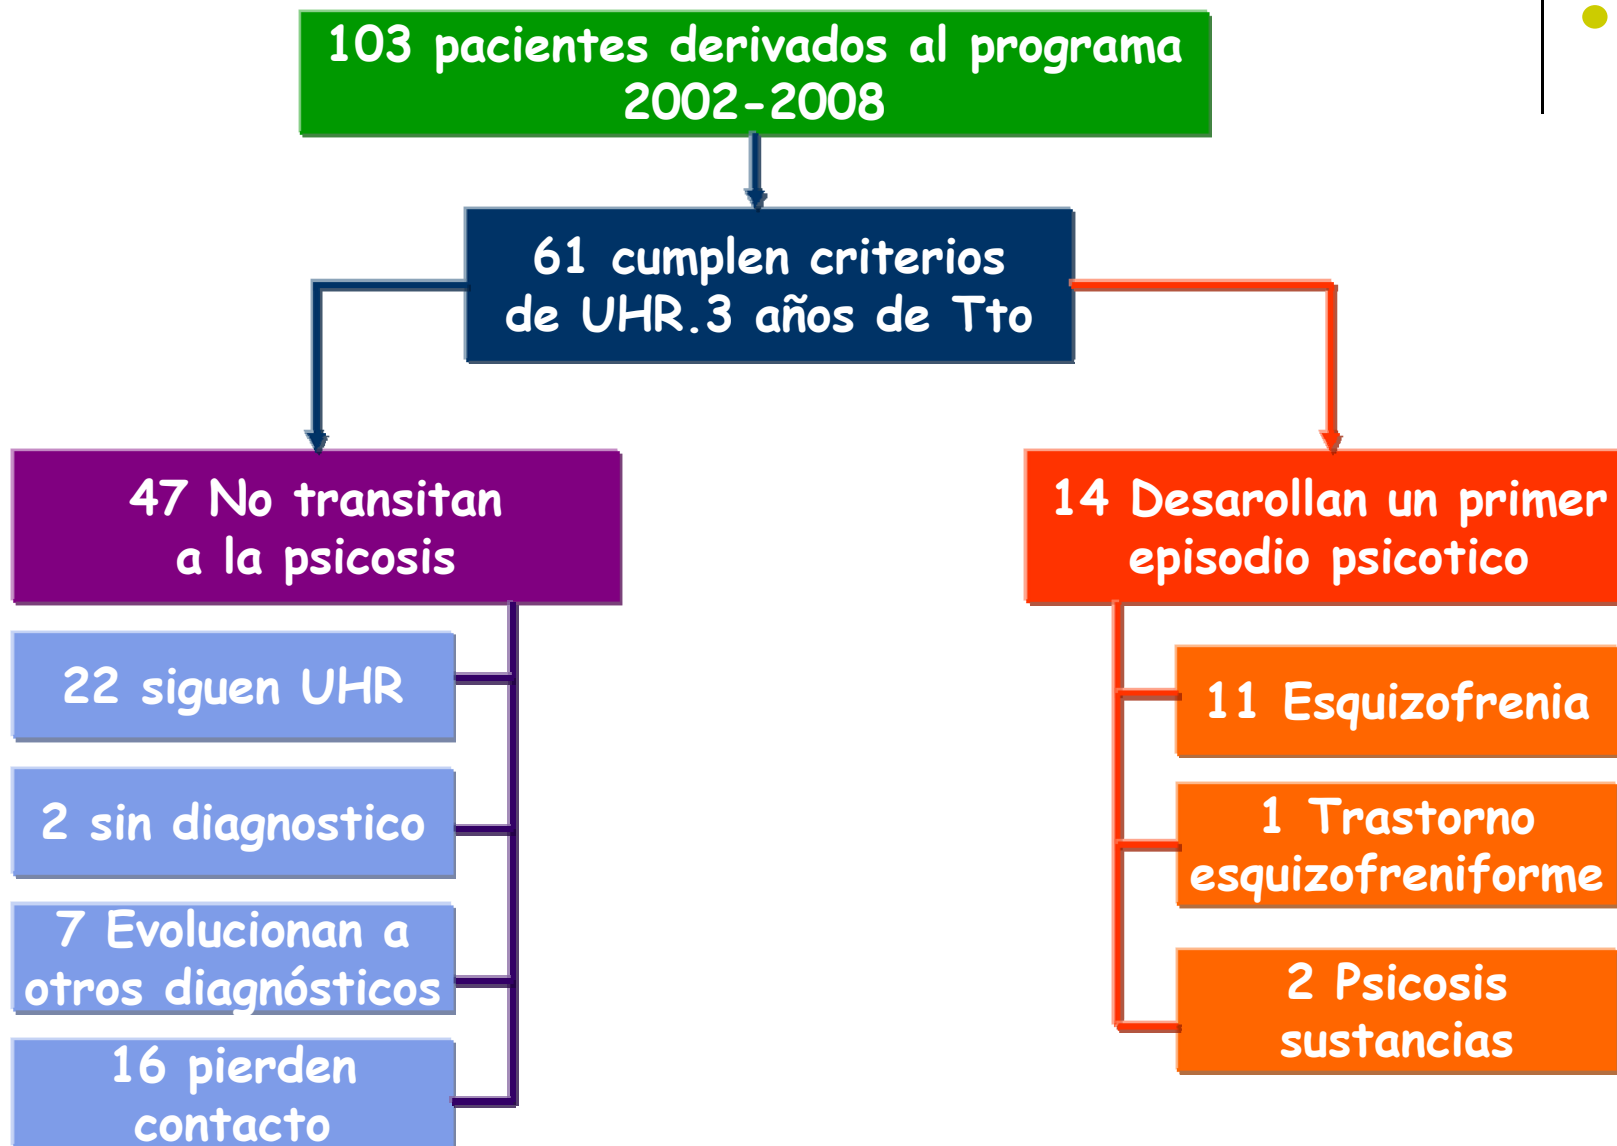 103 pacientes derivados al programa
2002-2008
61 cumplen criterios
de UHR.3 años de Tto
47 No transitan
a la psicosis
14 Desarollan un primer
episodio psicotico
22 siguen UHR
2 sin diagnostico
7 Evolucionan a
otros diagnósticos
16 pierden
contacto
11 Esquizofrenia
1 Trastorno
esquizofreniforme
2 Psicosis
sustancias